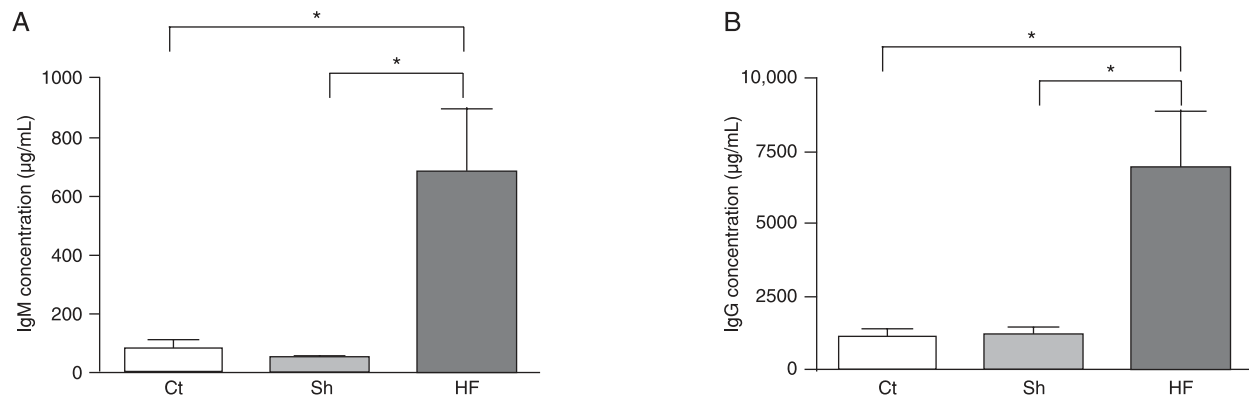 A
*
*
1000
800
600
400
200
0
IgM concentration (µg/mL)
Ct
Sh
HF
B
*
*
10,000
7500
5000
2500
0
IgG concentration (µg/mL)
Ct
Sh
HF